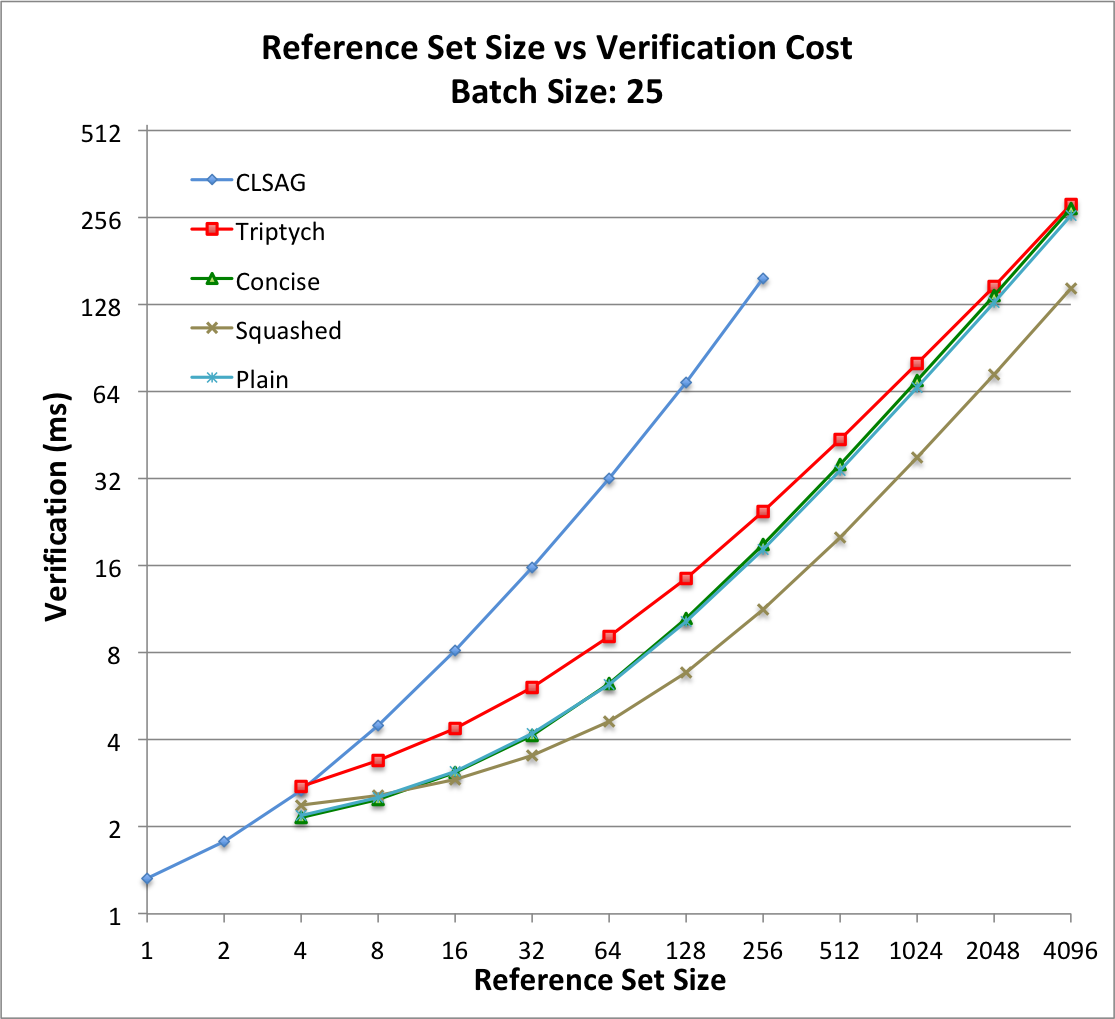 Reference Set Size vs Verification Cost
Batch Size: 25
512
256
128
64
32
16
8
4
2
1
CLSAG
Triptych
Concise
Squashed
Plain
Verification (ms)
1 2 4 8 16 32 64 128 256 512 1024 2048 4096
Reference Set Size